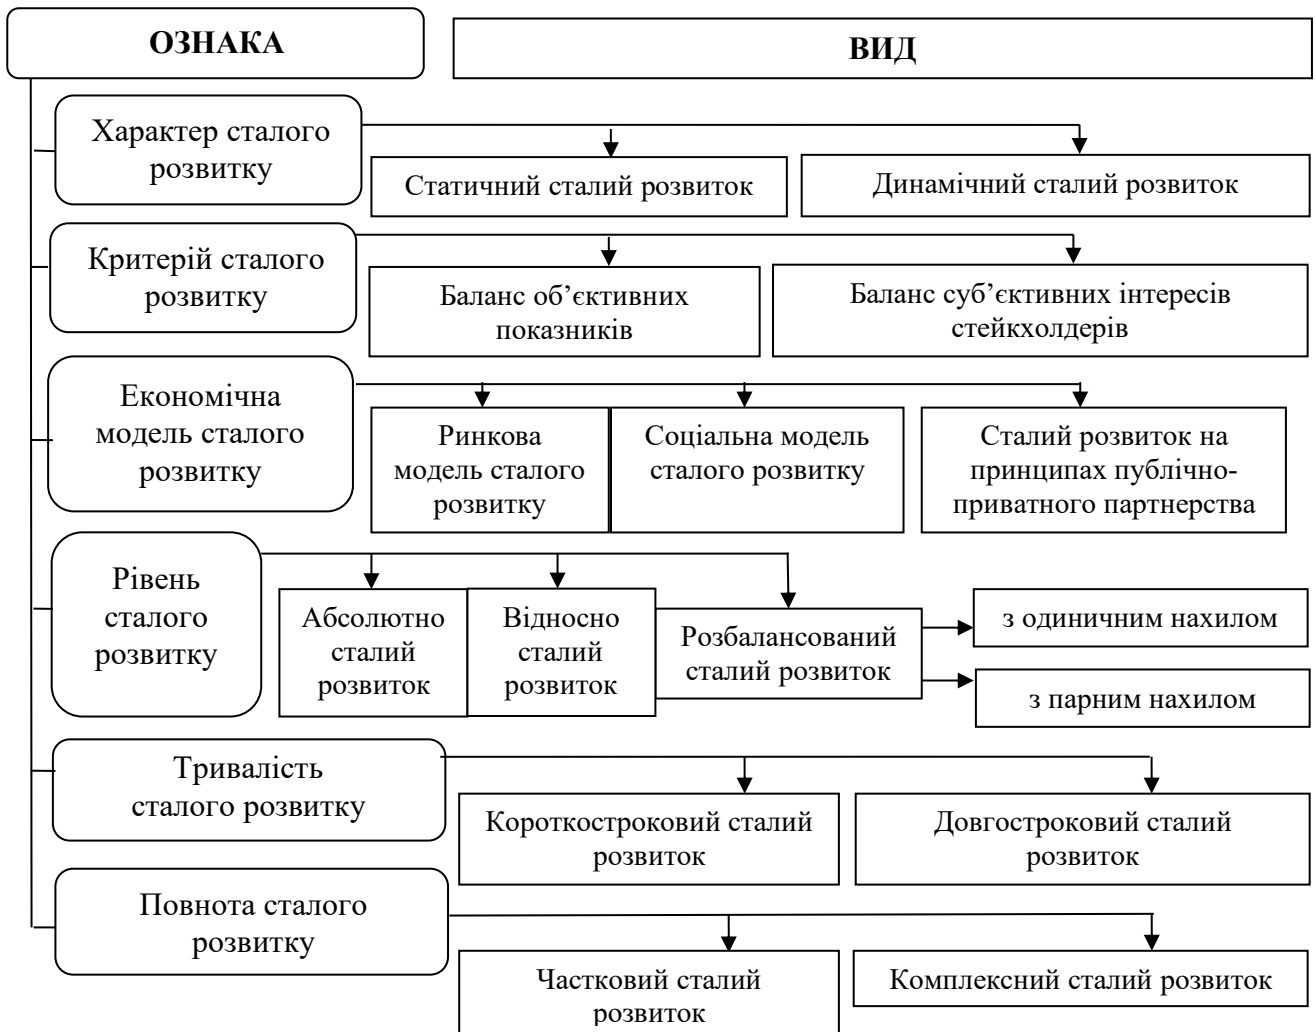 ОЗНАКА
ВИД
Характер сталого
розвитку
Статичний сталий розвиток
Динамічний сталий розвиток
Критерій сталого
розвитку
Баланс об’єктивних
показників
Баланс суб’єктивних інтересів
стейкхолдерів
Економічна
модель сталого
розвитку
Ринкова
модель сталого
розвитку
Соціальна модель
сталого розвитку
Сталий розвиток на
принципах публічно-
приватного партнерства
Рівень
сталого
розвитку
Абсолютно
сталий
розвиток
Відносно
сталий
розвиток
Розбалансований
сталий розвиток
з одиничним нахилом
з парним нахилом
Тривалість
сталого розвитку
Короткостроковий сталий
розвиток
Довгостроковий сталий
розвиток
Повнота сталого
розвитку
Частковий сталий
розвиток
Комплексний сталий розвиток